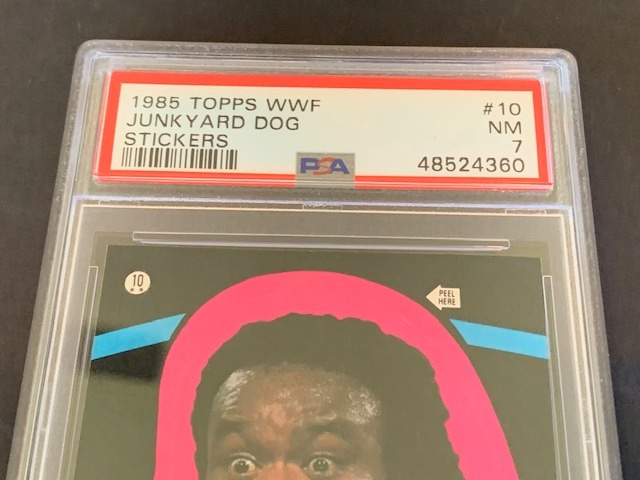 1985 TOPPS WWF #10
JUNKYARD DOG NM
STICKERS 7
PSA 48524360
10
PEEL
HERE